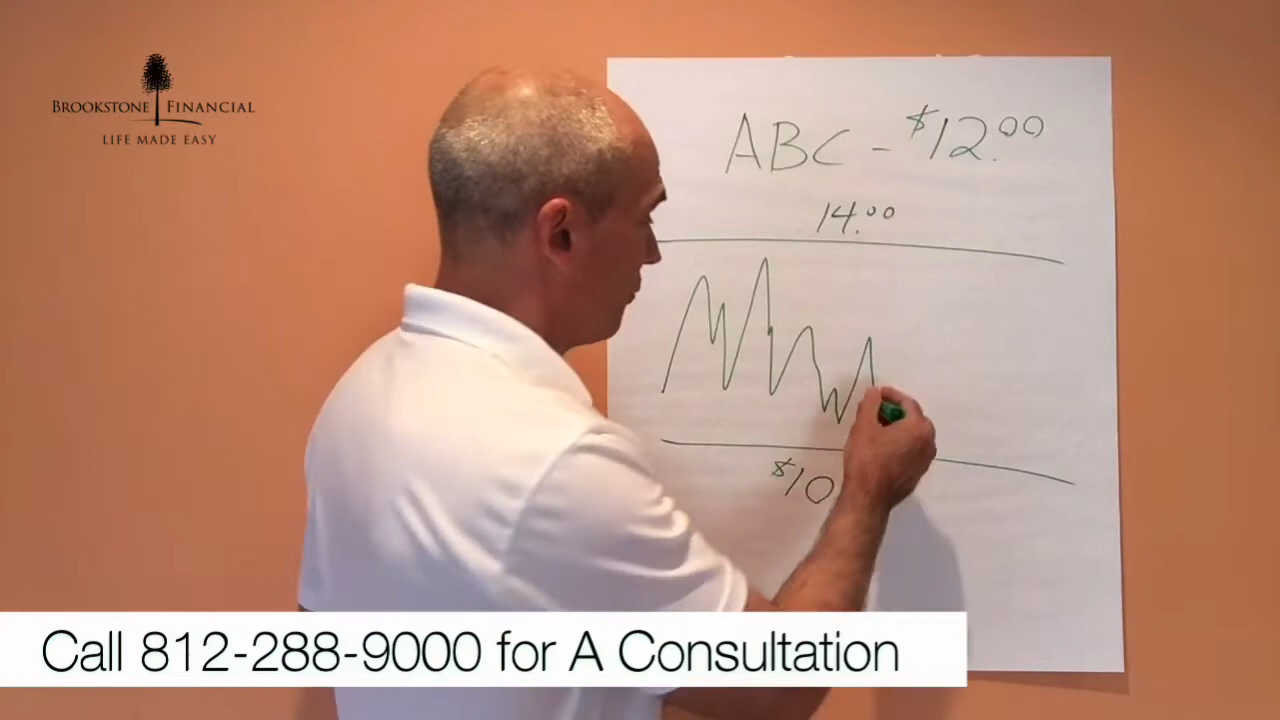 BROOKSTONE FINANCIAL
LIFE MADE EASY
ABC - $12.00
14.00
$10
Call 812-288-9000 for A Consultation